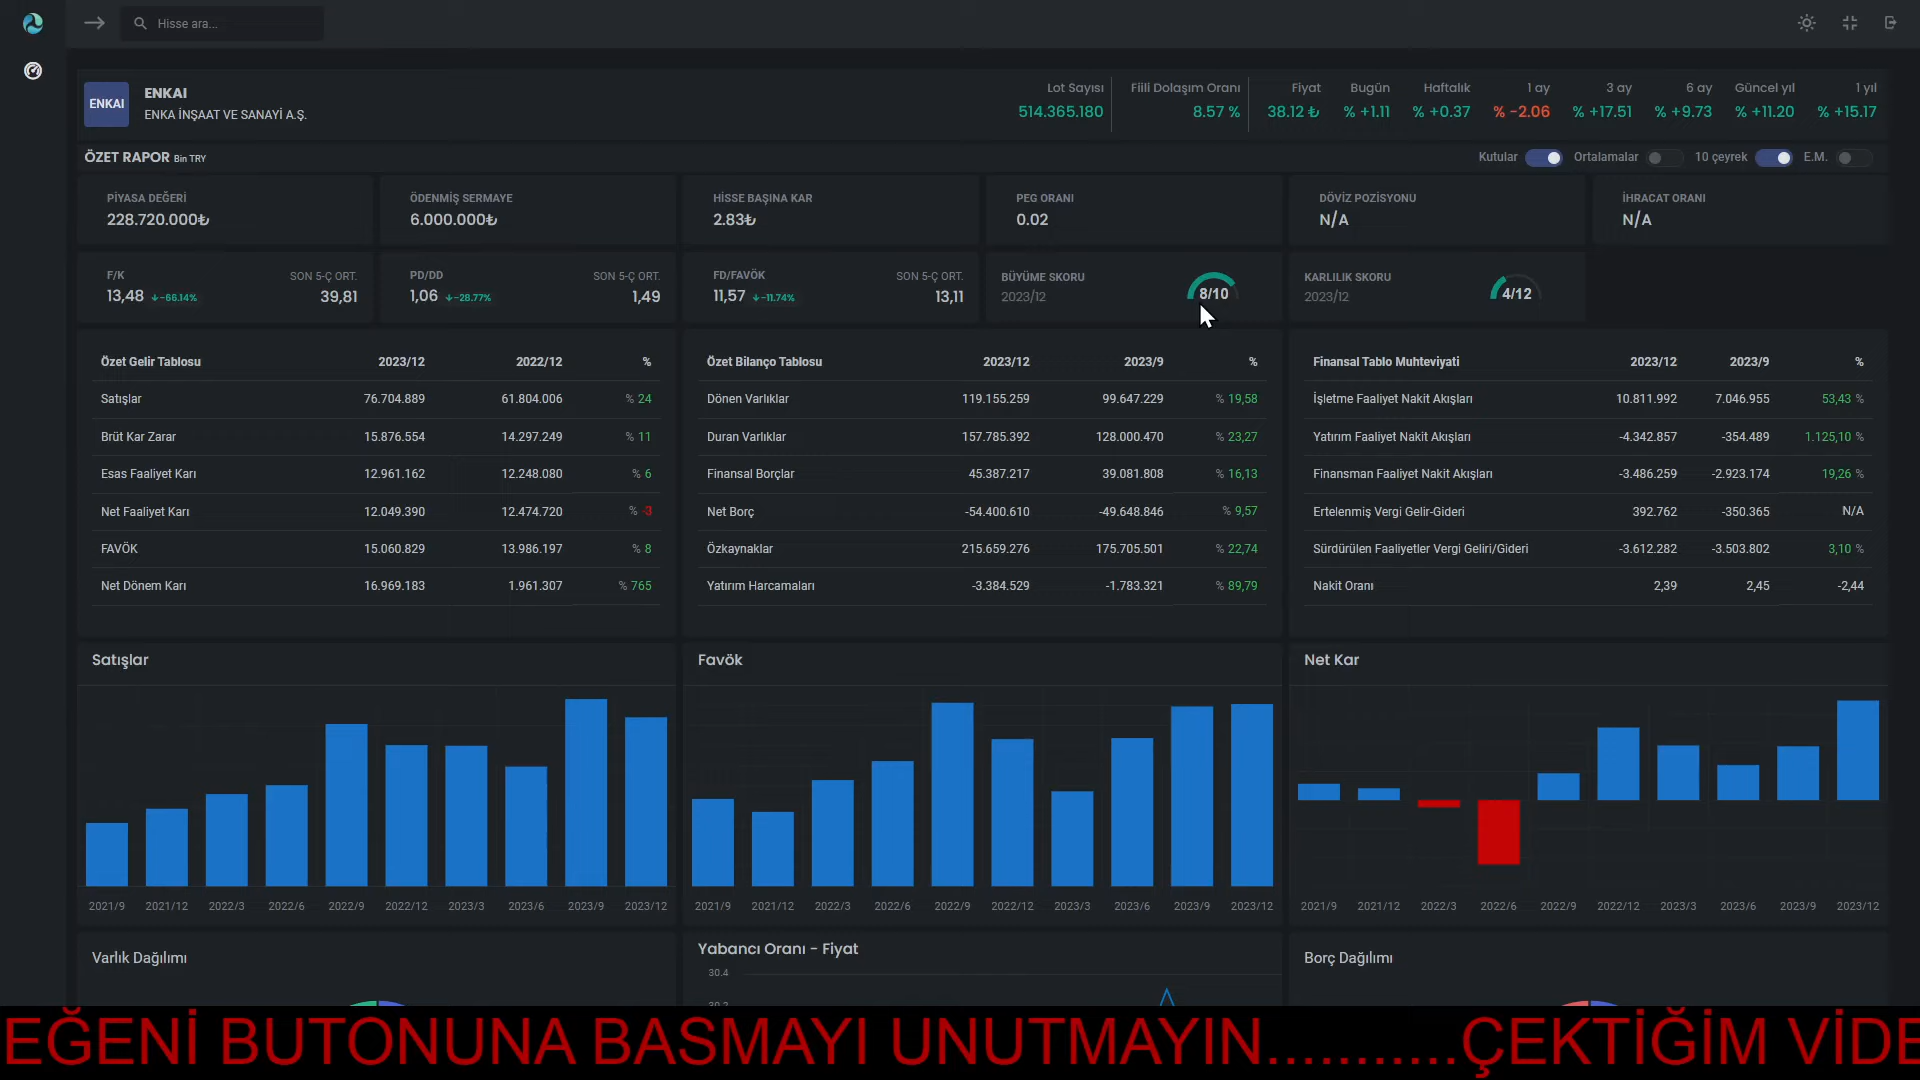 Hisse ara...
ENKAI
ENKAI
ENKA İNŞAAT VE SANAYİ A.Ş.
Lot Sayısı Fiili Dolaşım Oranı Fiyat Bugün Haftalık 1 ay 3 ay 6 ay Güncel yıl 1 yıl
514.365.180 8.57 % 38.12 ₺ % +1.11 % +0.37 % -2.06 % +17.51 % +9.73 % +11.20 % +15.17
ÖZET RAPOR Bin TRY
Kutular Ortalamalar 10 çeyrek E.M.
PİYASA DEĞERİ ÖDENMİŞ SERMAYE HİSSE BAŞINA KAR PEG ORANI DÖVİZ POZİSYONU İHRACAT ORANI
228.720.000₺ 6.000.000₺ 2.83₺ 0.02 N/A N/A
F/K SON 5-Ç ORT. PD/DD SON 5-Ç ORT. FD/FAVÖK SON 5-Ç ORT. BÜYÜME SKORU KARLILIK SKORU
13,48 ↓-66.14% 39,81 1,06 ↓-28.77% 1,49 11,57 ↓-11.74% 13,11 2023/12 8/10 2023/12 4/12
Özet Gelir Tablosu 2023/12 2022/12 %
Satışlar 76.704.889 61.804.006 % 24
Brüt Kar Zarar 15.876.554 14.297.249 % 11
Esas Faaliyet Karı 12.961.162 12.248.080 % 6
Net Faaliyet Karı 12.049.390 12.474.720 % -3
FAVÖK 15.060.829 13.986.197 % 8
Net Dönem Karı 16.969.183 1.961.307 % 765
Özet Bilanço Tablosu 2023/12 2023/9 %
Dönen Varlıklar 119.155.259 99.647.229 % 19,58
Duran Varlıklar 157.785.392 128.000.470 % 23,27
Finansal Borçlar 45.387.217 39.081.808 % 16,13
Net Borç -54.400.610 -49.648.846 % 9,57
Özkaynaklar 215.659.276 175.705.501 % 22,74
Yatırım Harcamaları -3.384.529 -1.783.321 % 89,79
Finansal Tablo Muhteviyati 2023/12 2023/9 %
İşletme Faaliyet Nakit Akışları 10.811.992 7.046.955 53,43 %
Yatırım Faaliyet Nakit Akışları -4.342.857 -354.489 1.125,10 %
Finansman Faaliyet Nakit Akışları -3.486.259 -2.923.174 19,26 %
Ertelenmiş Vergi Gelir-Gideri 392.762 -350.365 N/A
Sürdürülen Faaliyetler Vergi Geliri/Gideri -3.612.282 -3.503.802 3,10 %
Nakit Oranı 2,39 2,45 -2,44
Satışlar
2021/9 2021/12 2022/3 2022/6 2022/9 2022/12 2023/3 2023/6 2023/9 2023/12
Favök
2021/9 2021/12 2022/3 2022/6 2022/9 2022/12 2023/3 2023/6 2023/9 2023/12
Net Kar
2021/9 2021/12 2022/3 2022/6 2022/9 2022/12 2023/3 2023/6 2023/9 2023/12
Varlık Dağılımı
Yabancı Oranı - Fiyat
30.4
30.2
Borç Dağılımı
EĞENİ BUTONUNA BASMAYI UNUTMAYIN...........ÇEKTİĞİM VİDE